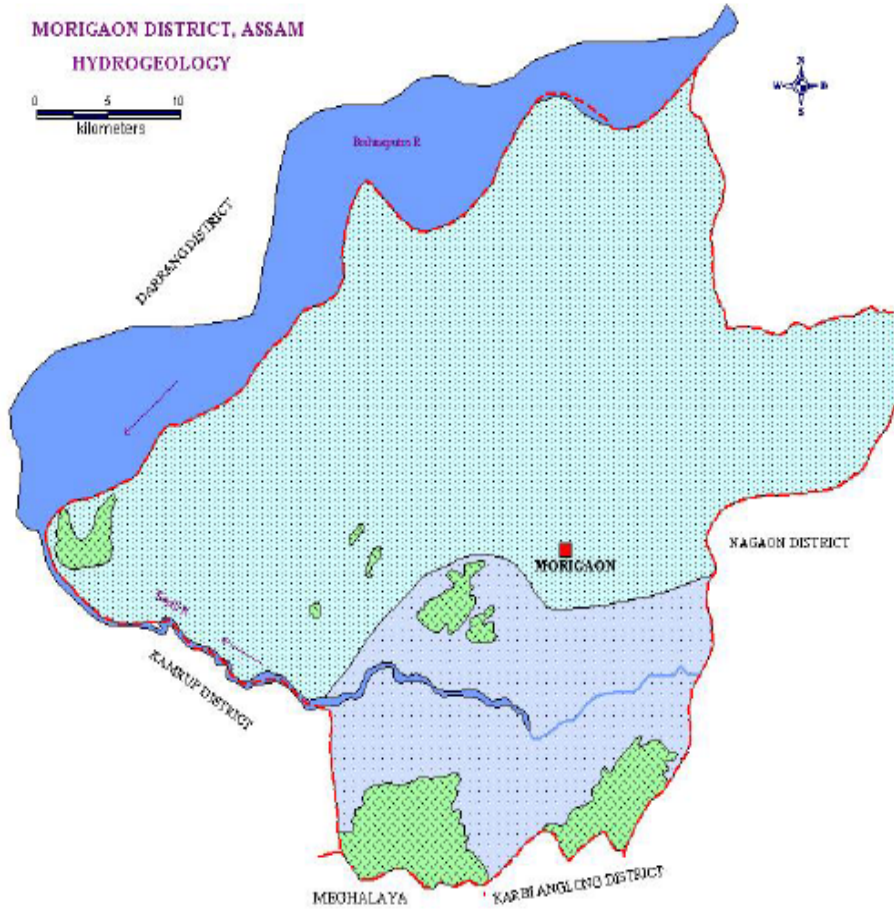 MORIGAON DISTRICT, ASSAM
HYDROGEOLOGY
0 5 10
kilometers
N
W E
S
DARRANG DISTRICT
MORIGAON
NAGAON DISTRICT
KAMRUP DISTRICT
MEGHALAYA
KARBI ANGLONG DISTRICT